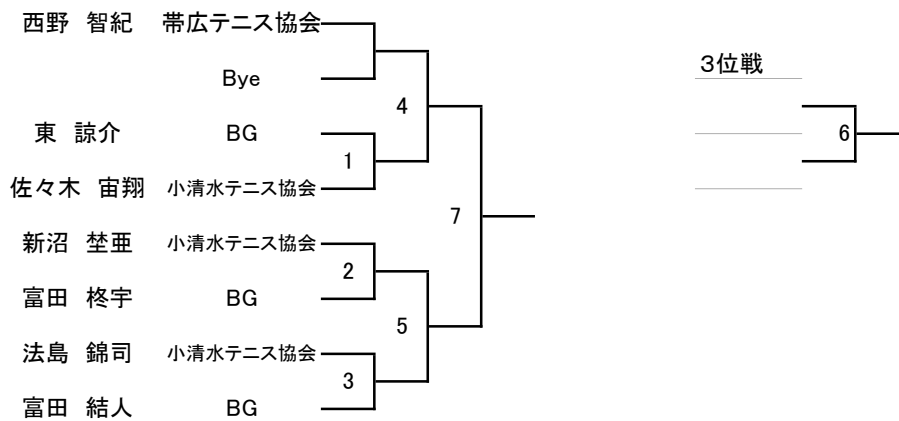 西野 智紀 帯広テニス協会
Bye
3位戦
4
東 諒介 BG
6
1
佐々木 宙翔 小清水テニス協会
7
新沼 埜亜 小清水テニス協会
2
富田 柊宇 BG
5
法島 錦司 小清水テニス協会
3
富田 結人 BG